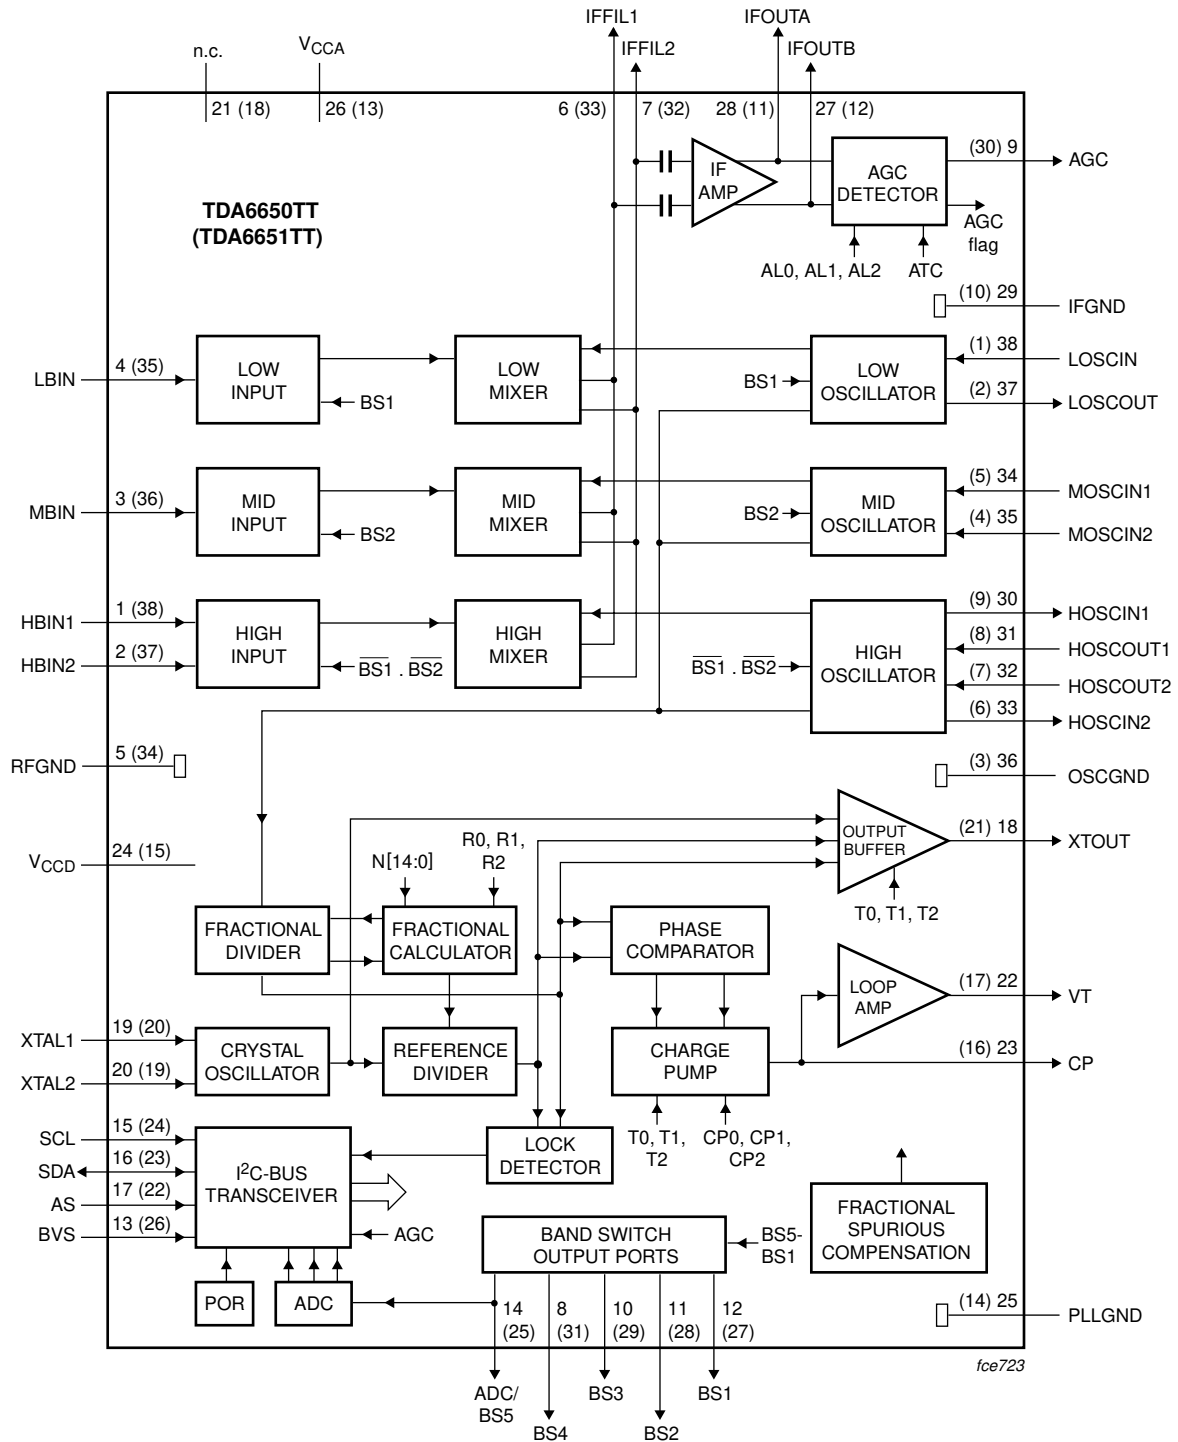 IFFIL1
IFOUTA
IFFIL2
IFOUTB
n.c.
VCCA
21 (18)
26 (13)
6 (33)
7 (32)
28 (11)
27 (12)
IF
AMP
AGC
DETECTOR
(30) 9
AGC
AGC
flag
AL0, AL1, AL2
ATC
TDA6650TT
(TDA6651TT)
(10) 29
IFGND
LBIN
4 (35)
LOW
INPUT
BS1
LOW
MIXER
BS1
LOW
OSCILLATOR
(1) 38
LOSCIN
(2) 37
LOSCOUT
MBIN
3 (36)
MID
INPUT
BS2
MID
MIXER
BS2
MID
OSCILLATOR
(5) 34
MOSCIN1
(4) 35
MOSCIN2
HBIN1
1 (38)
HBIN2
2 (37)
HIGH
INPUT
B̅S̅1̅ . B̅S̅2̅
HIGH
MIXER
B̅S̅1̅ . B̅S̅2̅
HIGH
OSCILLATOR
(9) 30
HOSCIN1
(8) 31
HOSCOUT1
(7) 32
HOSCOUT2
(6) 33
HOSCIN2
RFGND
5 (34)
(3) 36
OSCGND
VCCD
24 (15)
N[14:0]
R0, R1,
R2
OUTPUT
BUFFER
(21) 18
XTOUT
T0, T1, T2
FRACTIONAL
DIVIDER
FRACTIONAL
CALCULATOR
PHASE
COMPARATOR
LOOP
AMP
(17) 22
VT
XTAL1
19 (20)
XTAL2
20 (19)
CRYSTAL
OSCILLATOR
REFERENCE
DIVIDER
CHARGE
PUMP
(16) 23
CP
T0, T1,
T2
CP0, CP1,
CP2
SCL
15 (24)
SDA
16 (23)
AS
17 (22)
BVS
13 (26)
I²C-BUS
TRANSCEIVER
LOCK
DETECTOR
AGC
BAND SWITCH
OUTPUT PORTS
BS5-
BS1
FRACTIONAL
SPURIOUS
COMPENSATION
POR
ADC
14
(25)
8
(31)
10
(29)
11
(28)
12
(27)
(14) 25
PLLGND
ADC/
BS5
BS4
BS3
BS2
BS1
fce723